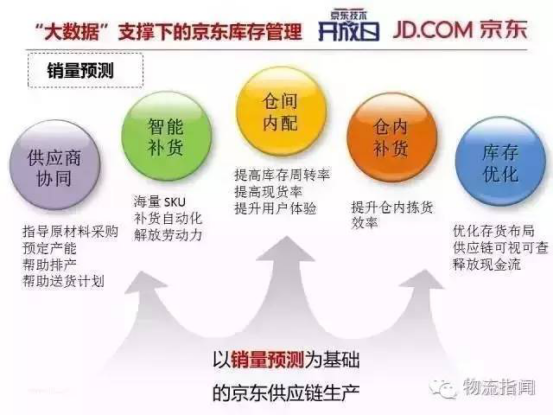 “大数据”支撑下的京东库存管理
京东技术
开放日
JD.COM 京东
销量预测
供应商
协同
指导原材料采购
预定产能
帮助排产
帮助送货计划
智能
补货
海量 SKU
补货自动化
解放劳动力
仓间
内配
提高库存周转率
提高现货率
提升用户体验
仓内
补货
提升仓内拣货
效率
库存
优化
优化存货布局
供应链可视可查
释放现金流
以销量预测为基础
的京东供应链生产
物流指闻